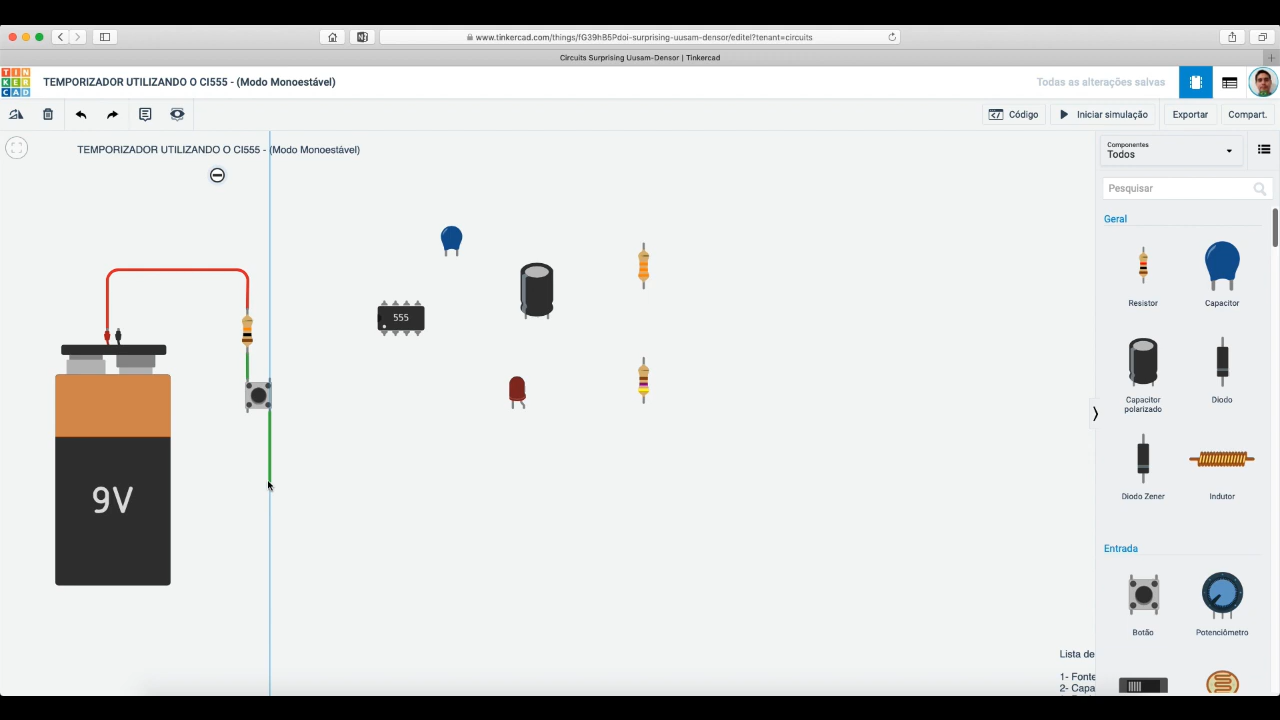 www.tinkercad.com/things/fG39hB5Pdoi-surprising-uusam-densor/editel?tenant=circuits
Circuits Surprising Uusam-Densor | Tinkercad
TIN
KER
CAD
TEMPORIZADOR UTILIZANDO O CI555 - (Modo Monoestável)
Todas as alterações salvas
Código
Iniciar simulação
Exportar
Compart.
TEMPORIZADOR UTILIZANDO O CI555 - (Modo Monoestável)
Componentes
Todos
Pesquisar
Geral
Resistor
Capacitor
Capacitor
polarizado
Diodo
Diodo Zener
Indutor
Entrada
Botão
Potenciômetro
555
9V
Lista de
1- Fonte
2- Capa